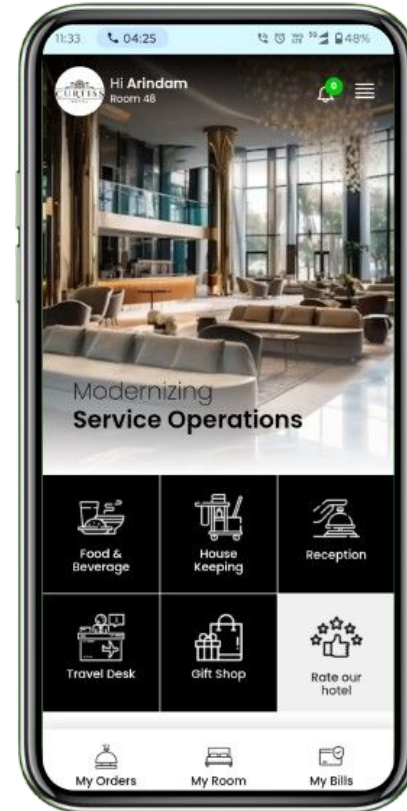 11:33 04:25 5G 48%
CURTISS
Hi Arindam
Room 48
0
Modernizing
Service Operations
Food &
Beverage
House
Keeping
Reception
Travel Desk
Gift Shop
Rate our
hotel
My Orders
My Room
My Bills